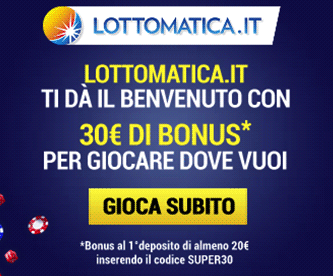 LOTTOMATICA.IT
LOTTOMATICA.IT
TI DÀ IL BENVENUTO CON
30€ DI BONUS*
PER GIOCARE DOVE VUOI
GIOCA SUBITO
*Bonus al 1°deposito di almeno 20€
inserendo il codice SUPER30